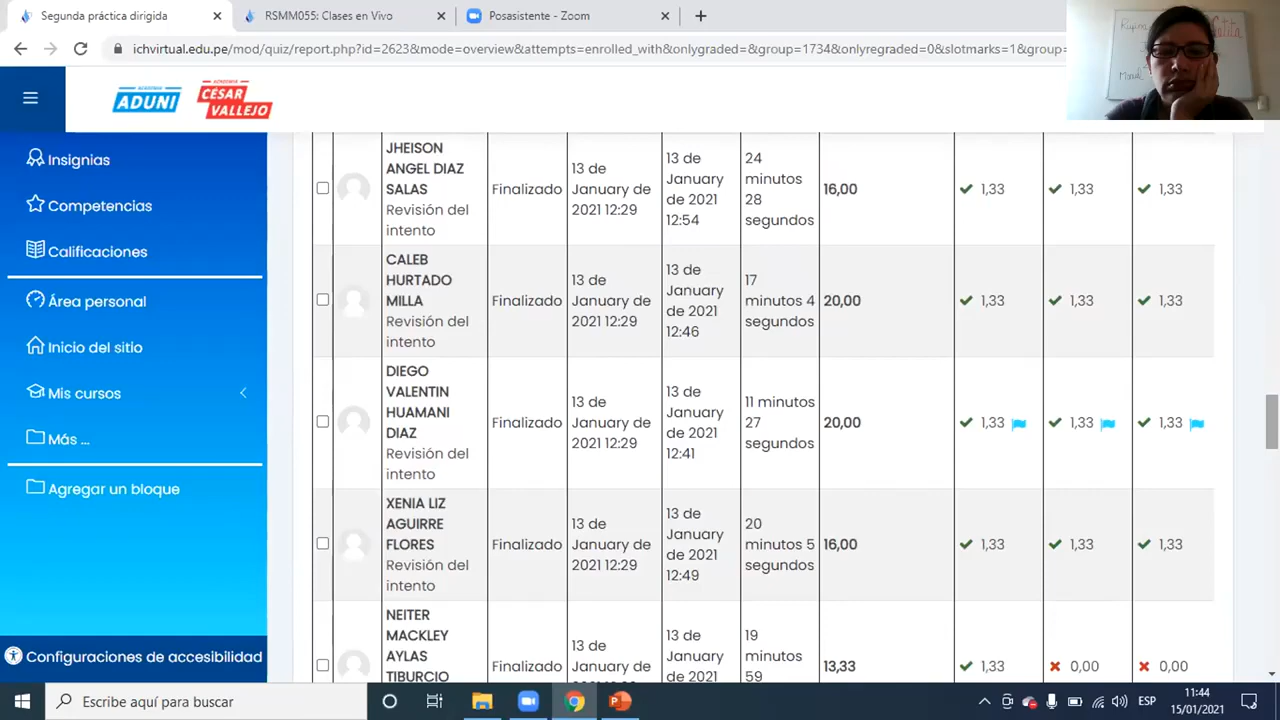 Segunda práctica dirigida
RSMM055: Clases en Vivo
Posasistente - Zoom
ichvirtual.edu.pe/mod/quiz/report.php?id=2623&mode=overview&attempts=enrolled_with&onlygraded=&group=1734&onlyregraded=0&slotmarks=1&group=
ACADEMIA
ADUNI
ACADEMIA
CÉSAR
VALLEJO
Insignias
Competencias
Calificaciones
Área personal
Inicio del sitio
Mis cursos
Más ...
Agregar un bloque
Configuraciones de accesibilidad
JHEISON
ANGEL DIAZ
SALAS
Revisión del
intento
Finalizado
13 de
January de
2021 12:29
13 de
January
de 2021
12:54
24
minutos
28
segundos
16,00
1,33
1,33
1,33
CALEB
HURTADO
MILLA
Revisión del
intento
Finalizado
13 de
January de
2021 12:29
13 de
January
de 2021
12:46
17
minutos 4
segundos
20,00
1,33
1,33
1,33
DIEGO
VALENTIN
HUAMANI
DIAZ
Revisión del
intento
Finalizado
13 de
January de
2021 12:29
13 de
January
de 2021
12:41
11 minutos
27
segundos
20,00
1,33
1,33
1,33
XENIA LIZ
AGUIRRE
FLORES
Revisión del
intento
Finalizado
13 de
January de
2021 12:29
13 de
January
de 2021
12:49
20
minutos 5
segundos
16,00
1,33
1,33
1,33
NEITER
MACKLEY
AYLAS
TIBURCIO
Finalizado
13 de
January de
13 de
January
de 2021
19
minutos
59
13,33
1,33
0,00
0,00
Escribe aquí para buscar
ESP
11:44
15/01/2021